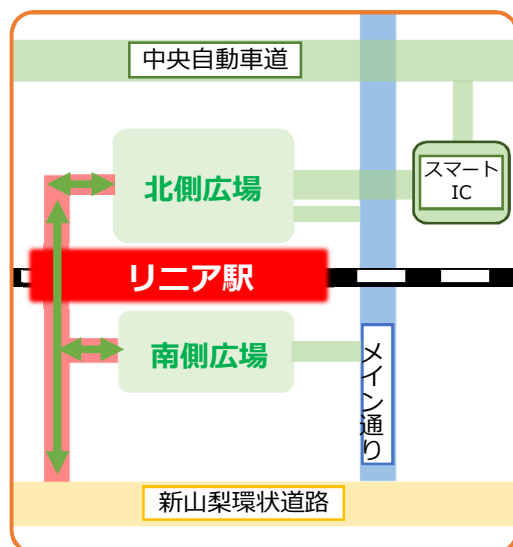 中央自動車道
スマート
IC
北側広場
リニア駅
南側広場
メイン通り
新山梨環状道路